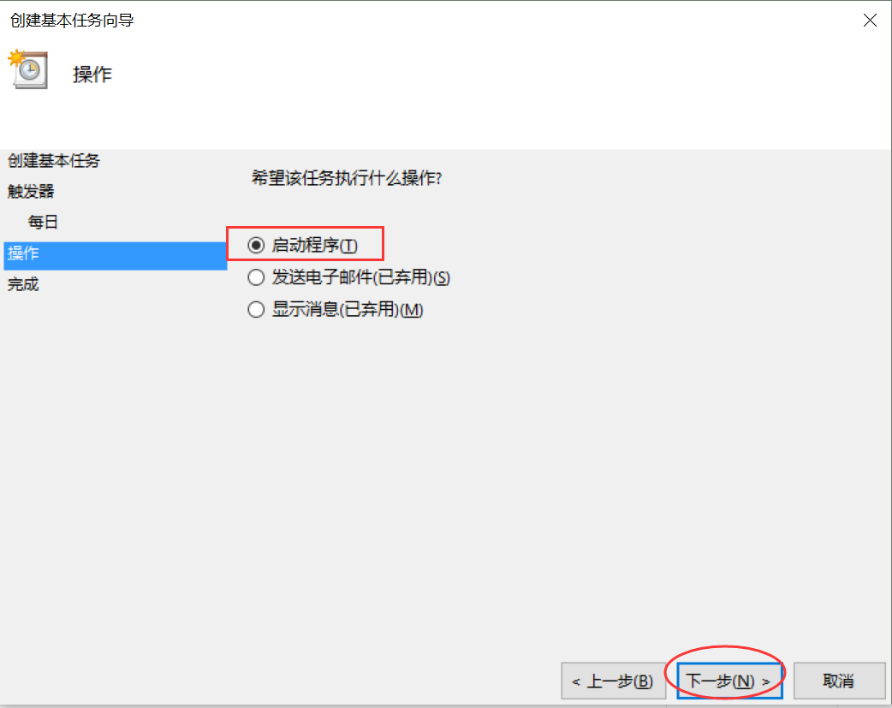 创建基本任务向导
操作
创建基本任务
触发器
每日
操作
完成
希望该任务执行什么操作?
启动程序(T)
发送电子邮件(已弃用)(S)
显示消息(已弃用)(M)
< 上一步(B)
下一步(N) >
取消